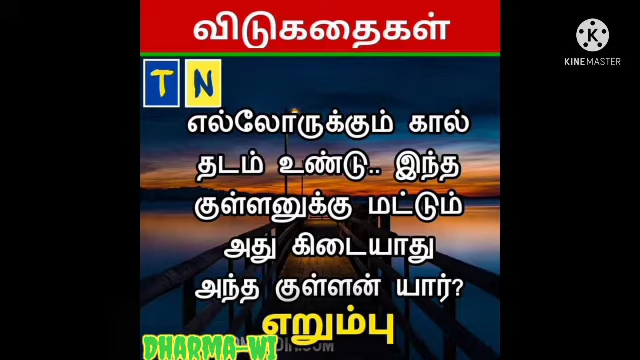 விடுகதைகள்
K
KINEMASTER
T N
எல்லோருக்கும் கால்
தடம் உண்டு.. இந்த
குள்ளனுக்கு மட்டும்
அது கிடையாது
அந்த குள்ளன் யார்?
எறும்பு
DHARMA-WI